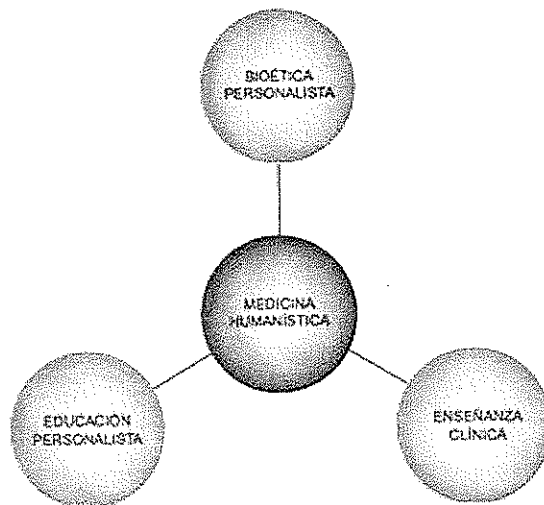 BIOÉTICA
PERSONALISTA
MEDICINA
HUMANÍSTICA
EDUCACIÓN
PERSONALISTA
ENSEÑANZA
CLÍNICA